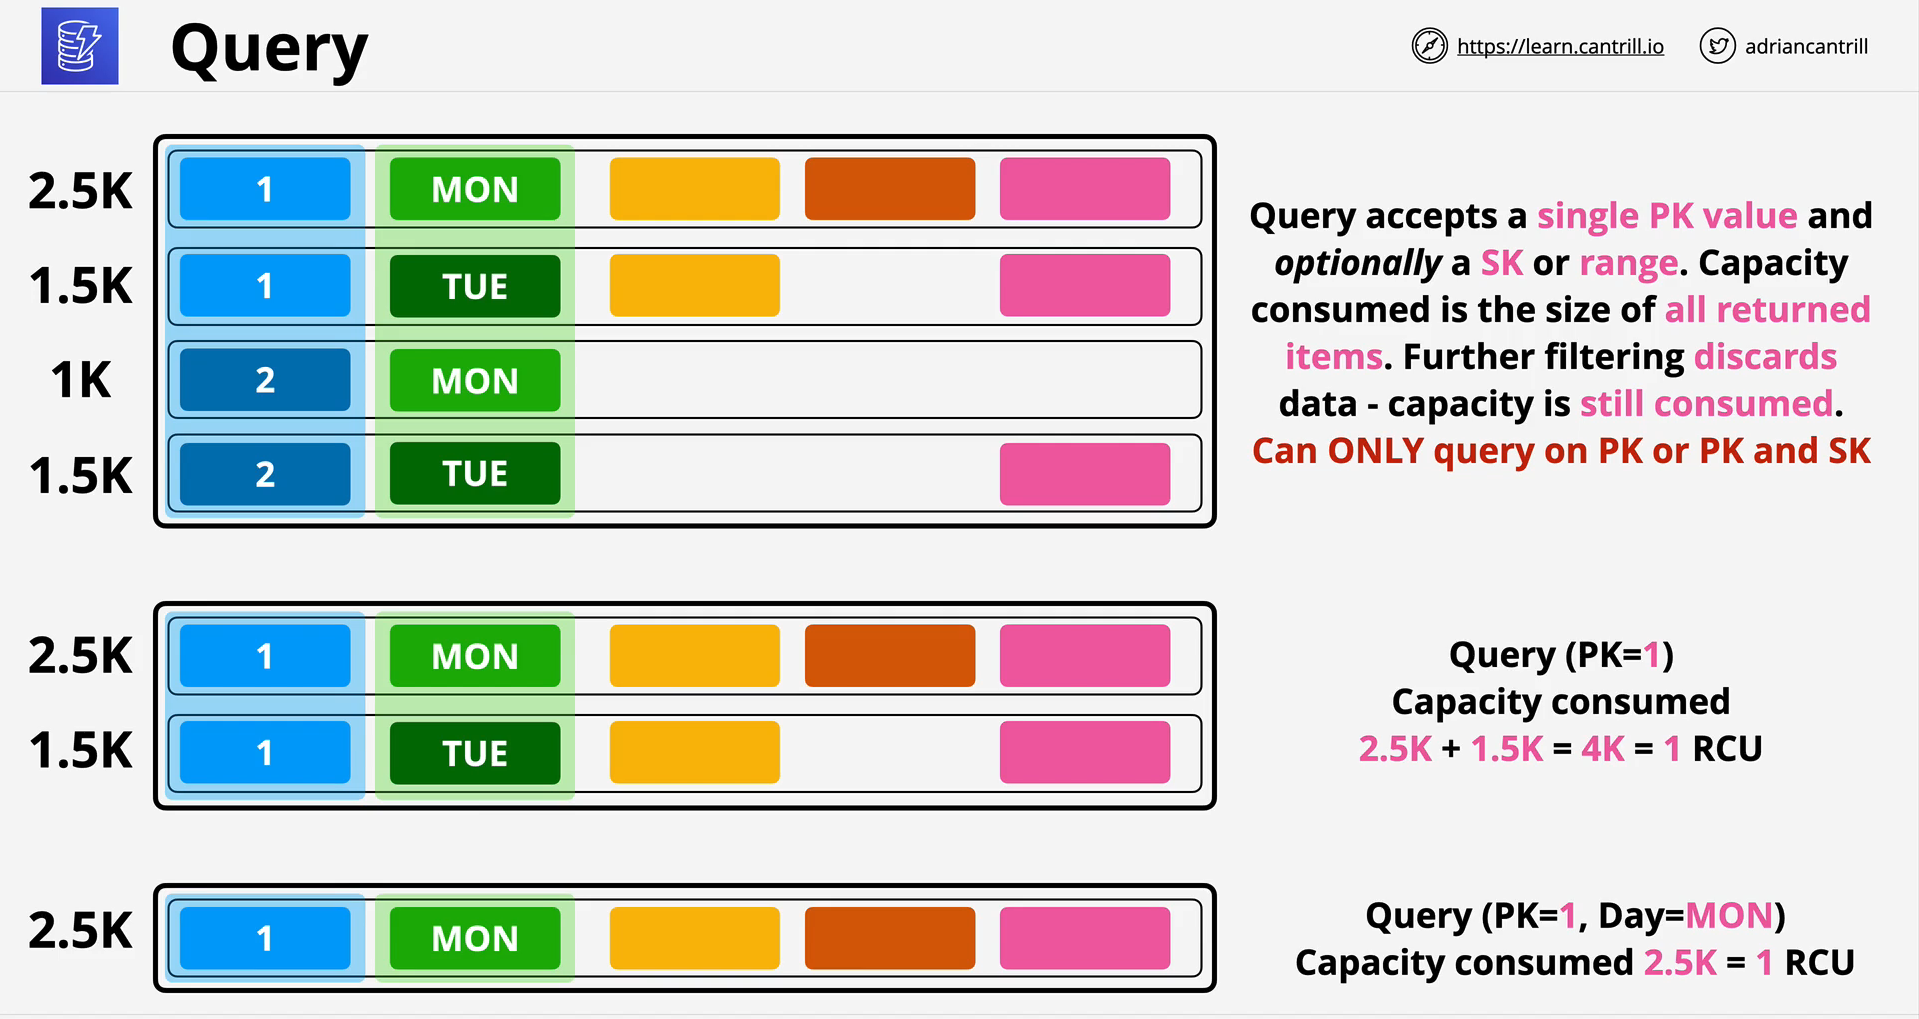 Query
https://learn.cantrill.io
adriancantrill
2.5K 1 MON
1.5K 1 TUE
1K 2 MON
1.5K 2 TUE
Query accepts a single PK value and
optionally a SK or range. Capacity
consumed is the size of all returned
items. Further filtering discards
data - capacity is still consumed.
Can ONLY query on PK or PK and SK
2.5K 1 MON
1.5K 1 TUE
Query (PK=1)
Capacity consumed
2.5K + 1.5K = 4K = 1 RCU
2.5K 1 MON
Query (PK=1, Day=MON)
Capacity consumed 2.5K = 1 RCU